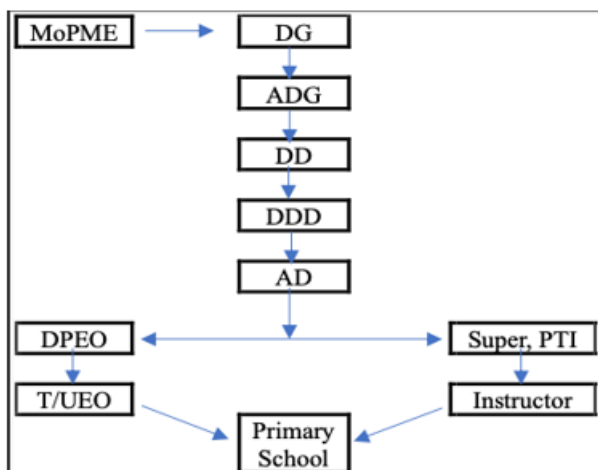 MoPME
DG
ADG
DD
DDD
AD
DPEO
Super, PTI
T/UEO
Instructor
Primary
School